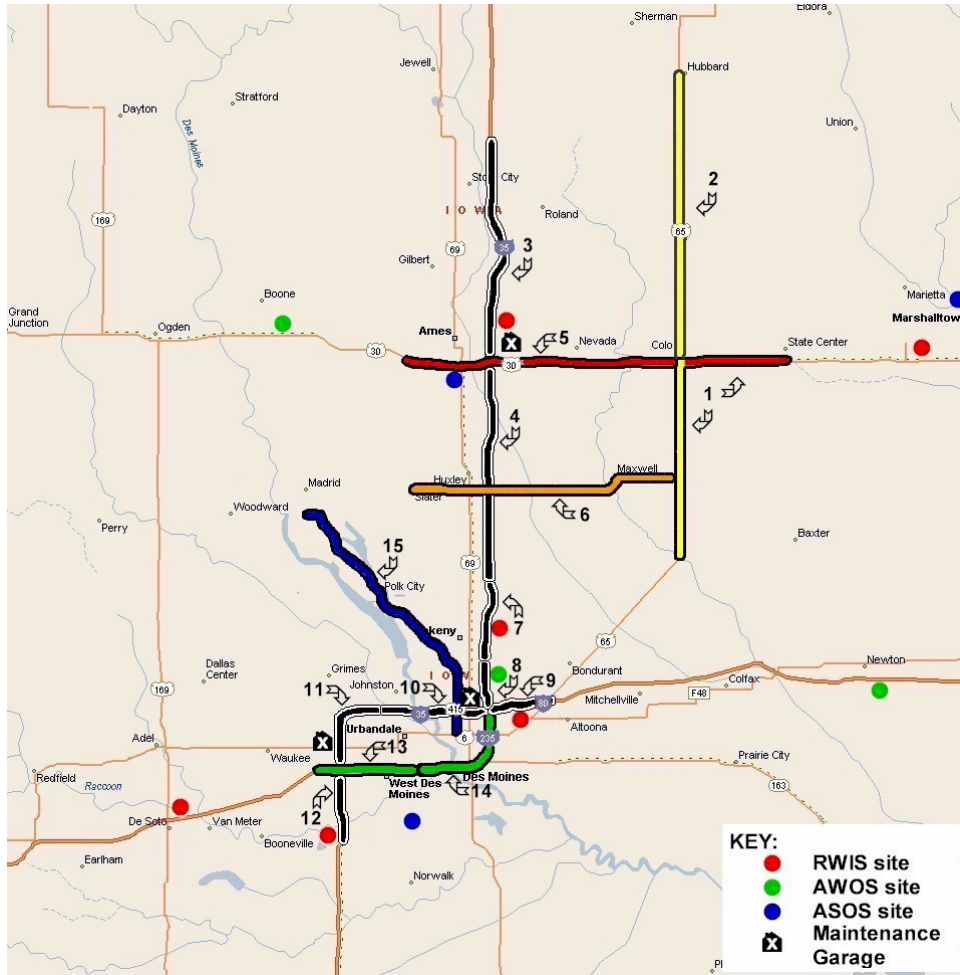 Sherman
Eldora
Jewell
Hubbard
Stratford
Dayton
Des Moines
Union
Story City
2
I O W A
Roland
169
3
65
69
35
Gilbert
Boone
Marietta
Grand
Junction
Ogden
Ames
5
Nevada
Colo
State Center
Marshalltow
30
30
1
4
Huxley
Maxwell
Slater
Madrid
6
Woodward
Perry
Baxter
15
69
Polk City
7
65
keny
Dallas
Center
Grimes
I O W
8
Bondurant
Newton
169
11
Johnston
10
9
Colfax
Mitchellville
F48
35
415
80
Altoona
Adel
Urbandale
6
235
13
Waukee
Prairie City
Redfield
Raccoon
West Des
Moines
Des Moines
14
163
12
De Soto
Van Meter
Booneville
Earlham
Norwalk
KEY:
RWIS site
AWOS site
ASOS site
Maintenance
Garage